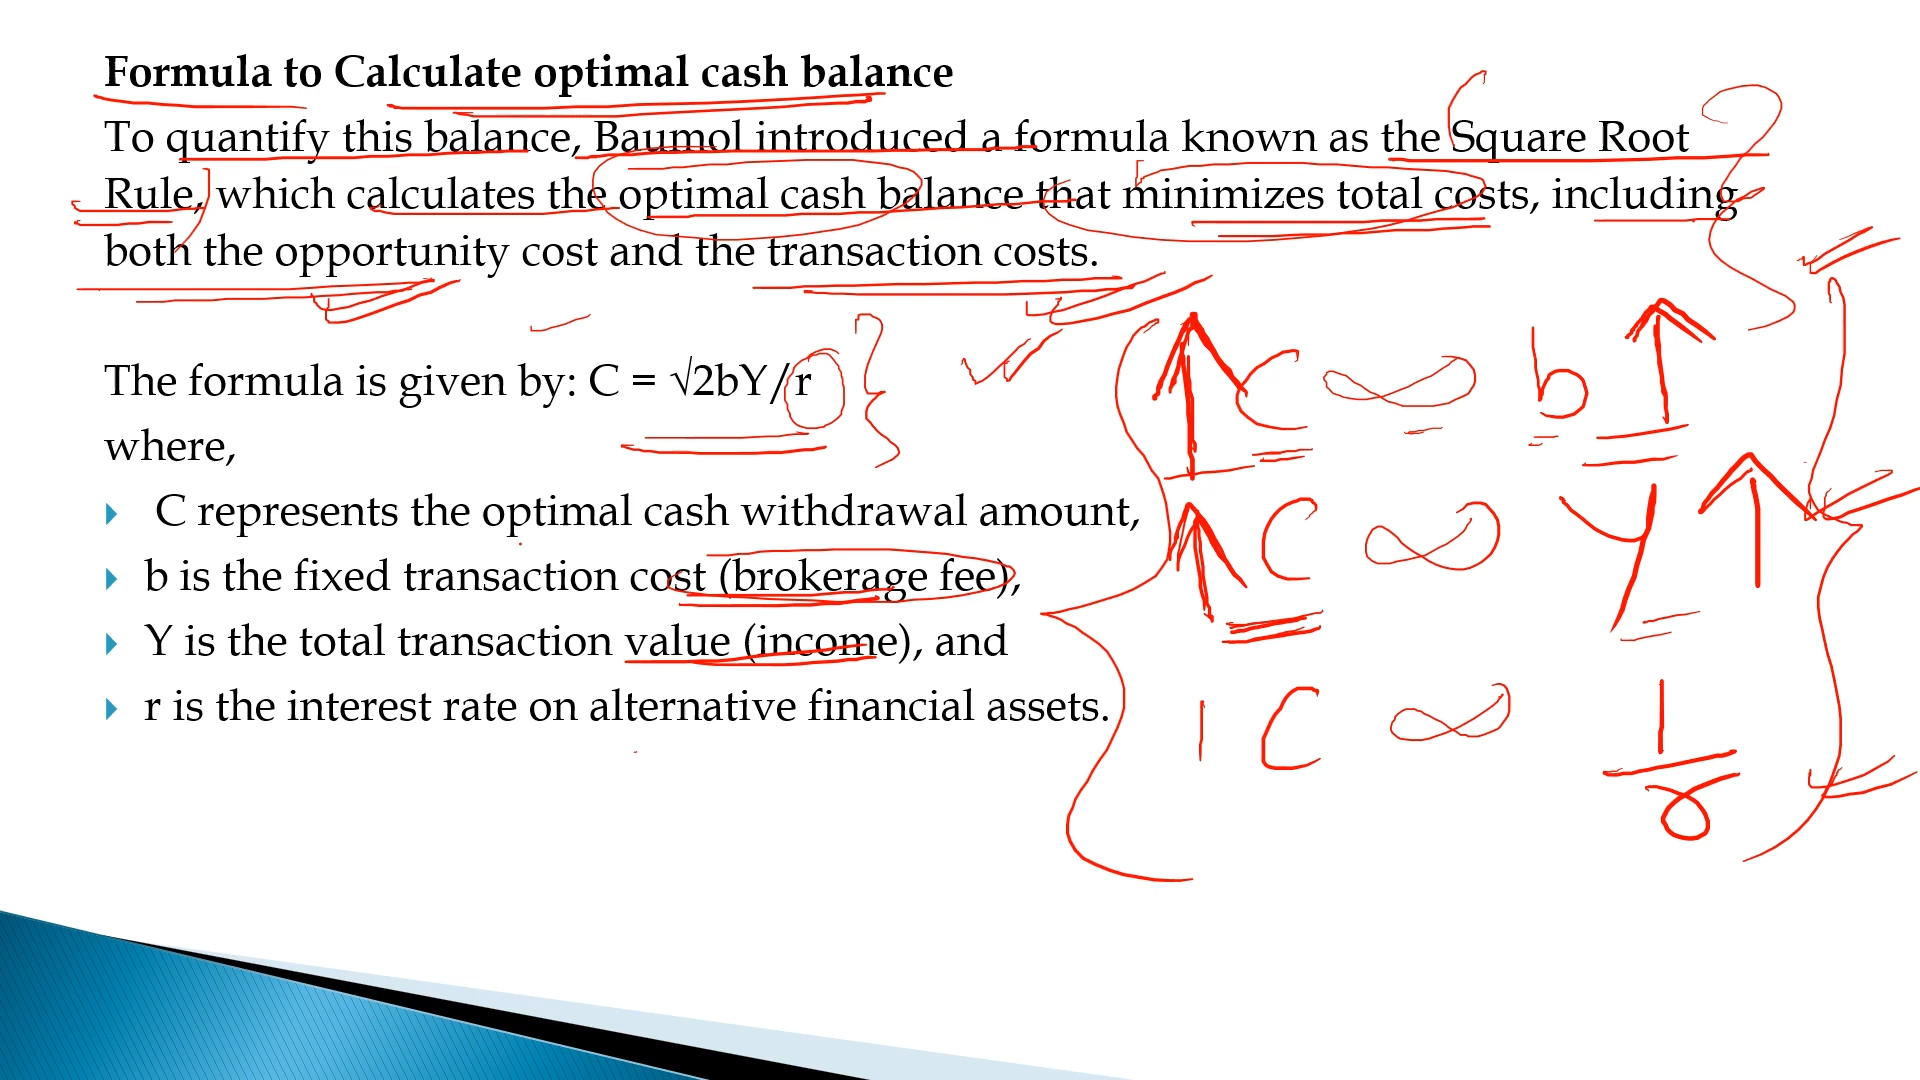 Formula to Calculate optimal cash balance
To quantify this balance, Baumol introduced a formula known as the Square Root
Rule, which calculates the optimal cash balance that minimizes total costs, including
both the opportunity cost and the transaction costs.
The formula is given by: C = √2bY/r
where,
C represents the optimal cash withdrawal amount,
b is the fixed transaction cost (brokerage fee),
Y is the total transaction value (income), and
r is the interest rate on alternative financial assets.
↑ C ∝ b ↑
↑ C ∝ Y ↑
C ∝ 1/r